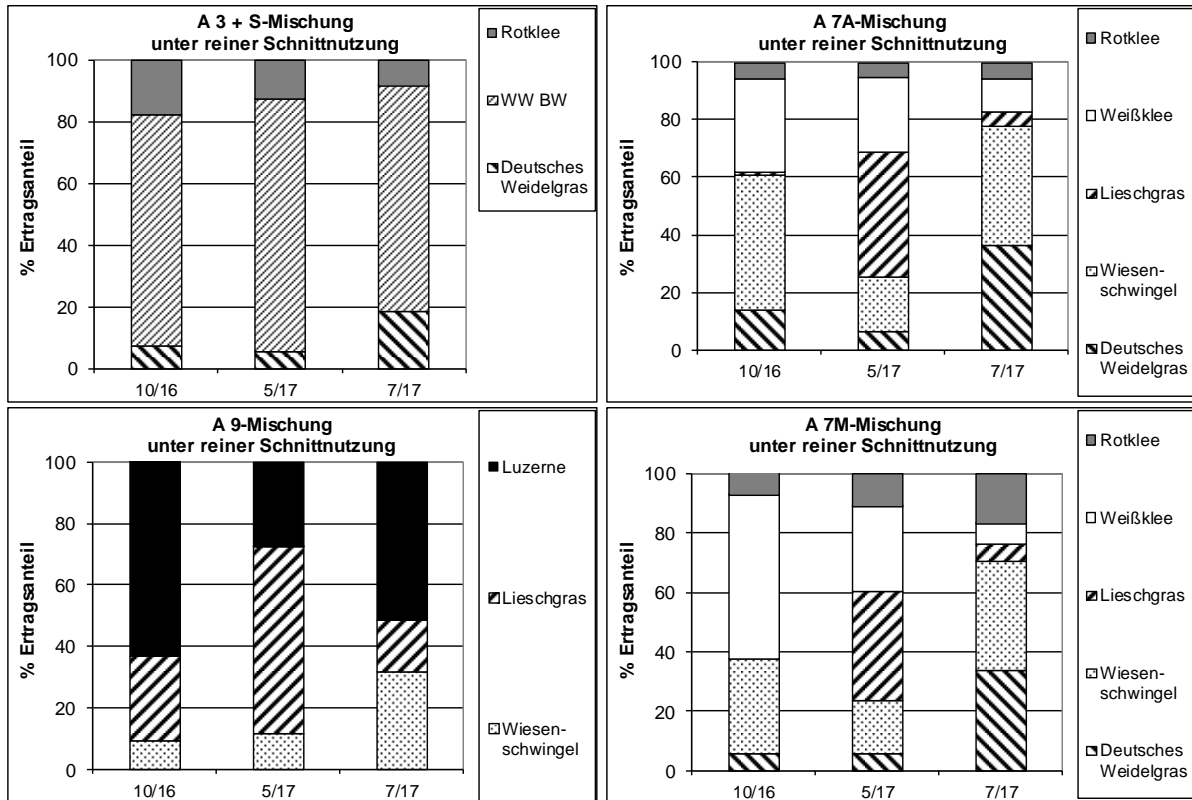 A 3 + S-Mischung
unter reiner Schnittnutzung
% Ertragsanteil
100
80
60
40
20
0
10/16 5/17 7/17
Rotklee
WW BW
Deutsches
Weidelgras
A 7A-Mischung
unter reiner Schnittnutzung
% Ertragsanteil
100
80
60
40
20
0
10/16 5/17 7/17
Rotklee
Weißklee
Lieschgras
Wiesen-
schwingel
Deutsches
Weidelgras
A 9-Mischung
unter reiner Schnittnutzung
% Ertragsanteil
100
80
60
40
20
0
10/16 5/17 7/17
Luzerne
Lieschgras
Wiesen-
schwingel
A 7M-Mischung
unter reiner Schnittnutzung
% Ertragsanteil
100
80
60
40
20
0
10/16 5/17 7/17
Rotklee
Weißklee
Lieschgras
Wiesen-
schwingel
Deutsches
Weidelgras